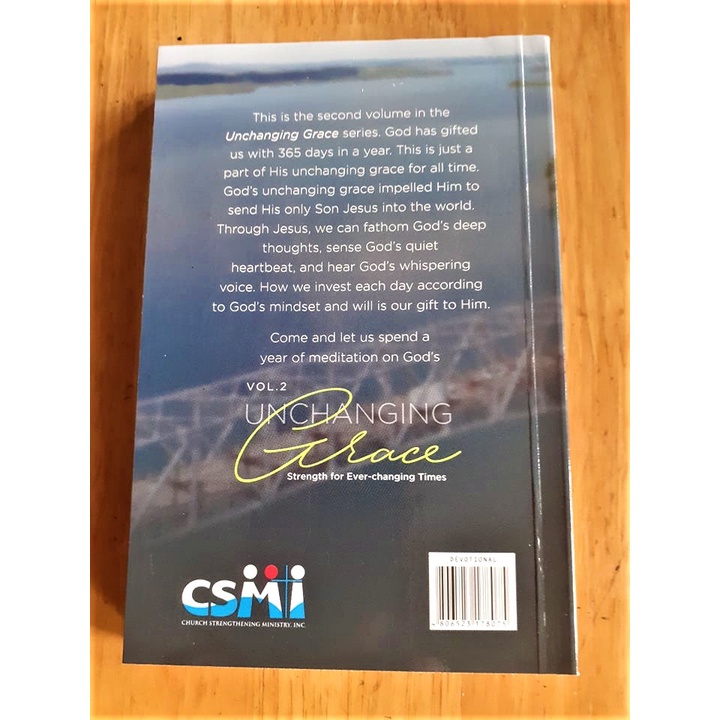 This is the second volume in the
Unchanging Grace series. God has gifted
us with 365 days in a year. This is just a
part of His unchanging grace for all time.
God's unchanging grace impelled Him to
send His only Son Jesus into the world.
Through Jesus, we can fathom God's deep
thoughts, sense God's quiet
heartbeat, and hear God's whispering
voice. How we invest each day according
to God's mindset and will is our gift to Him.
Come and let us spend a
year of meditation on God's
VOL.2
UNCHANGING
Grace
Strength for Ever-changing Times
CSMI
CHURCH STRENGTHENING MINISTRY, INC.
DEVOTIONAL